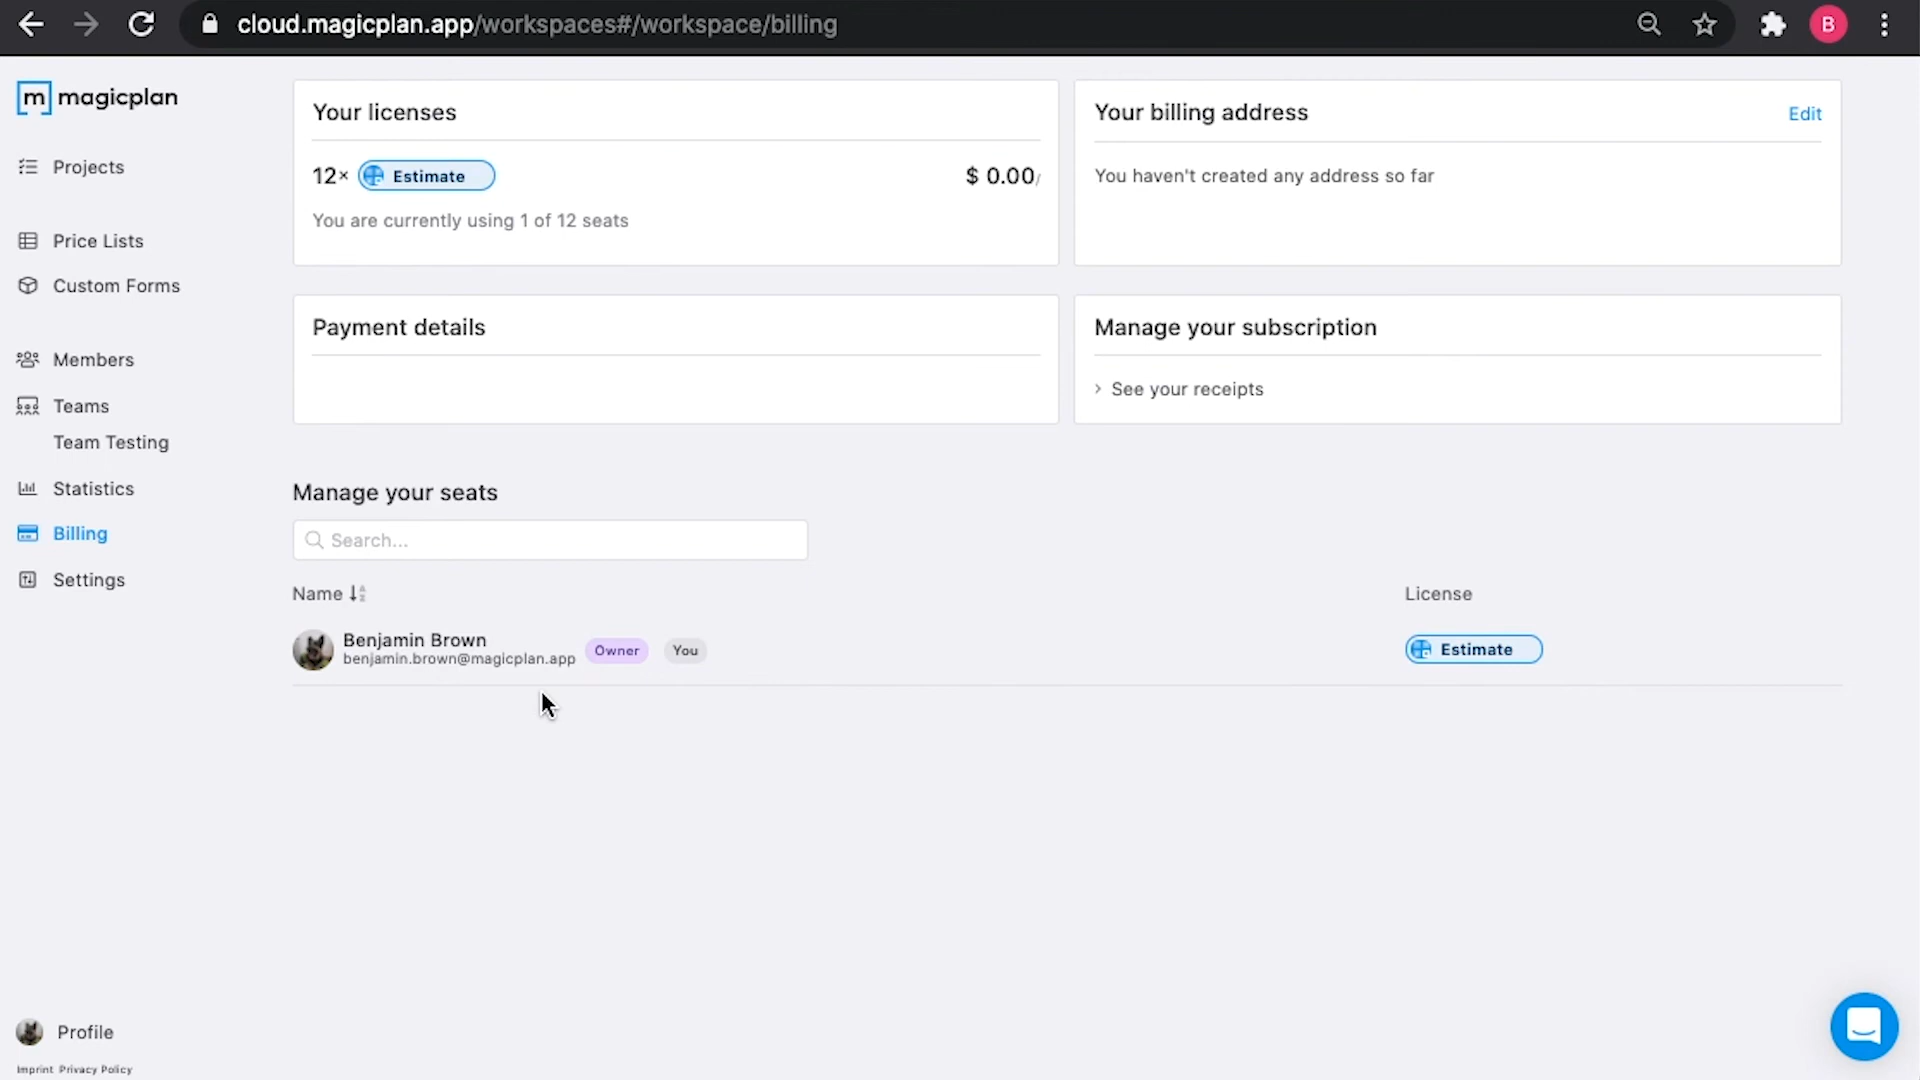 cloud.magicplan.app/workspaces#/workspace/billing
B
m magicplan
Projects
Price Lists
Custom Forms
Members
Teams
Team Testing
Statistics
Billing
Settings
Profile
Imprint Privacy Policy
Your licenses
12× Estimate $ 0.00/
You are currently using 1 of 12 seats
Your billing address Edit
You haven't created any address so far
Payment details
Manage your subscription
See your receipts
Manage your seats
Search...
Name License
Benjamin Brown
benjamin.brown@magicplan.app Owner You Estimate